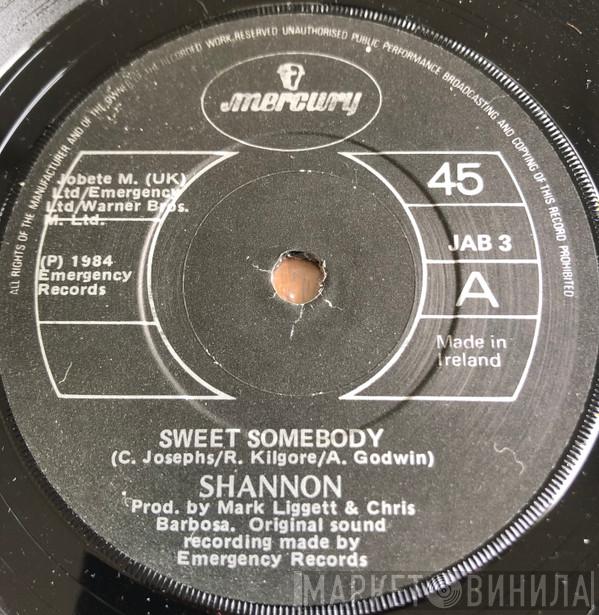 ALL RIGHTS OF THE MANUFACTURER AND OF THE OWNER OF THE RECORDED WORK RESERVED UNAUTHORISED PUBLIC PERFORMANCE BROADCASTING AND COPYING OF THIS RECORD PROHIBITED
mercury
Jobete M. (UK)
Ltd/Emergency
Ltd/Warner Bros.
M. Ltd.
(P) 1984
Emergency
Records
45
JAB 3
A
Made in
Ireland
SWEET SOMEBODY
(C. Josephs/R. Kilgore/A. Godwin)
SHANNON
Prod. by Mark Liggett & Chris
Barbosa. Original sound
recording made by
Emergency Records
МАРКЕТ ВИНИЛА